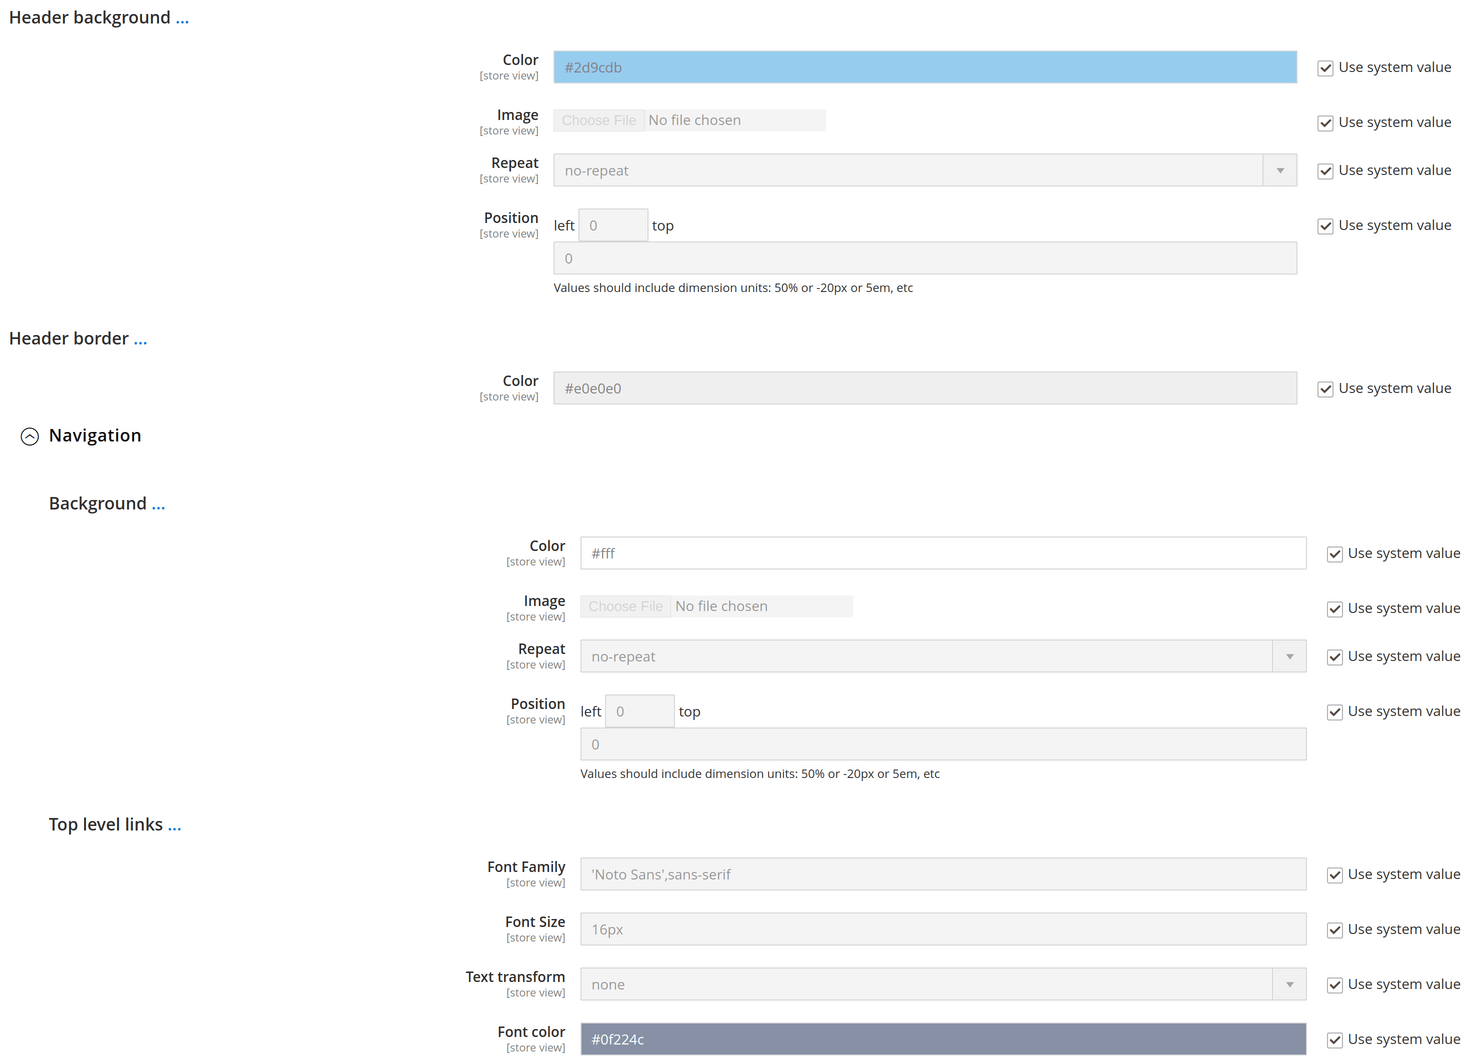 Header background ...
Color
[store view]
#2d9cdb
Use system value
Image
[store view]
Choose File No file chosen
Use system value
Repeat
[store view]
no-repeat
Use system value
Position
[store view]
left 0 top
0
Use system value
Values should include dimension units: 50% or -20px or 5em, etc
Header border ...
Color
[store view]
#e0e0e0
Use system value
Navigation
Background ...
Color
[store view]
#fff
Use system value
Image
[store view]
Choose File No file chosen
Use system value
Repeat
[store view]
no-repeat
Use system value
Position
[store view]
left 0 top
0
Use system value
Values should include dimension units: 50% or -20px or 5em, etc
Top level links ...
Font Family
[store view]
'Noto Sans',sans-serif
Use system value
Font Size
[store view]
16px
Use system value
Text transform
[store view]
none
Use system value
Font color
[store view]
#0f224c
Use system value